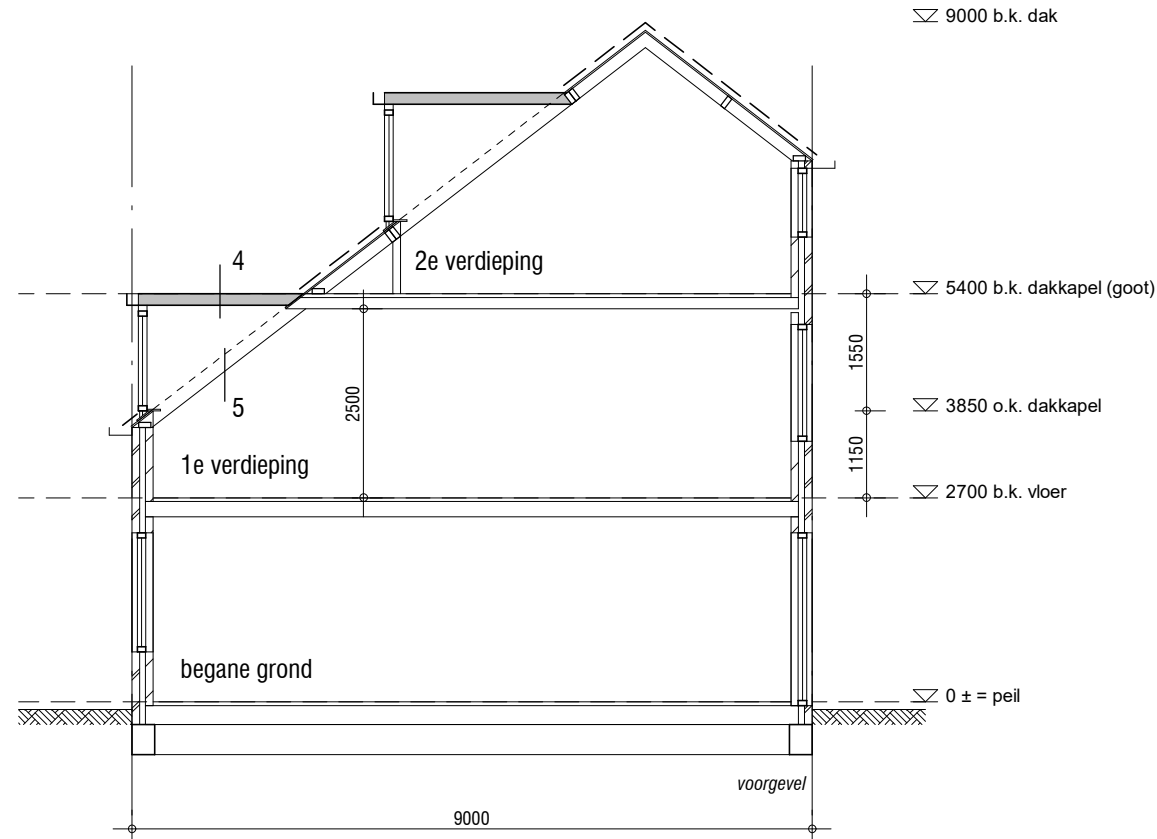 9000 b.k. dak
4
2e verdieping
5400 b.k. dakkapel (goot)
1550
5
2500
3850 o.k. dakkapel
1e verdieping
1150
2700 b.k. vloer
begane grond
0 ± = peil
voorgevel
9000